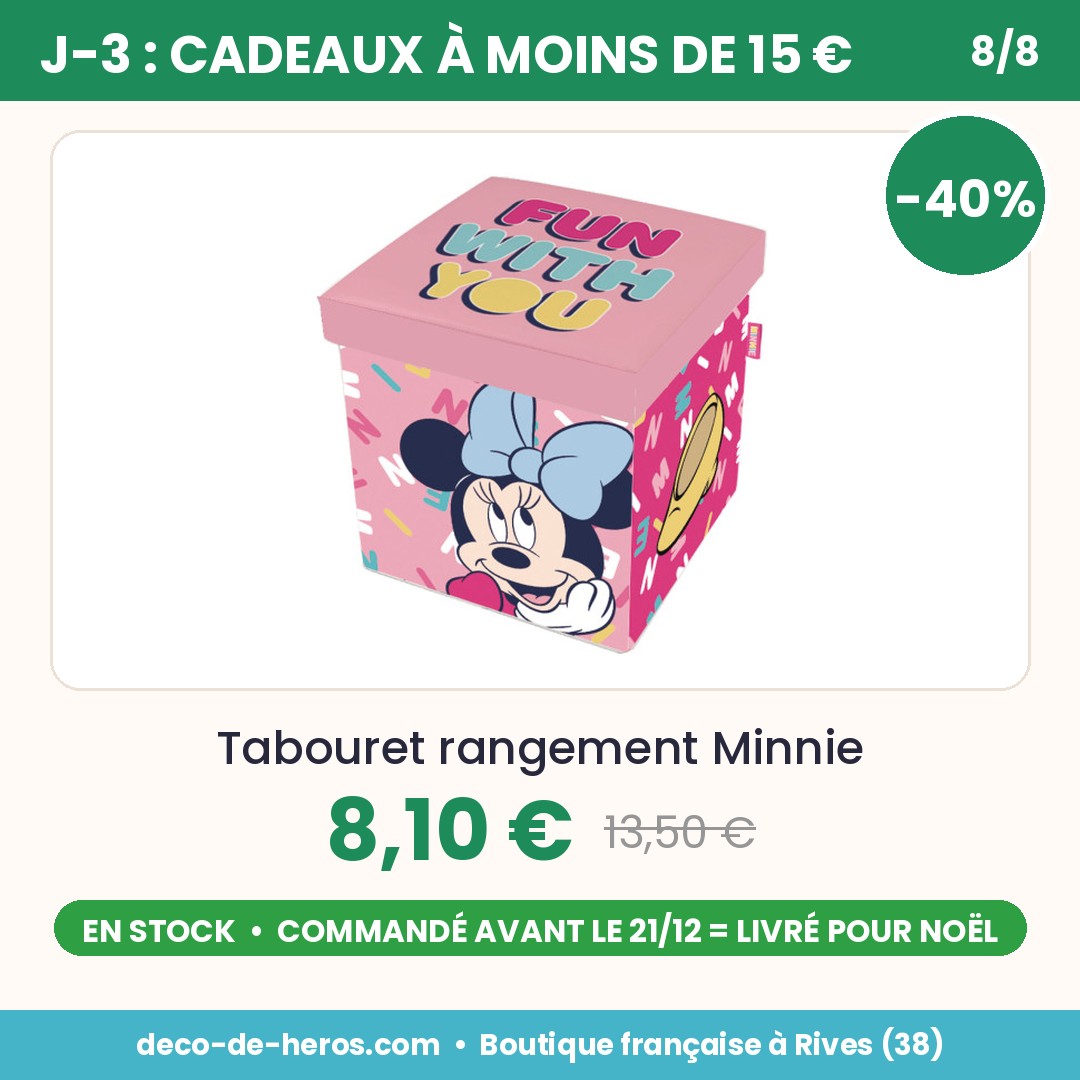 J-3 : CADEAUX À MOINS DE 15 €
8/8
-40%
FUN
WITH
YOU
MINNIE
Tabouret rangement Minnie
8,10 € 13,50 €
EN STOCK • COMMANDÉ AVANT LE 21/12 = LIVRÉ POUR NOËL
deco-de-heros.com • Boutique française à Rives (38)